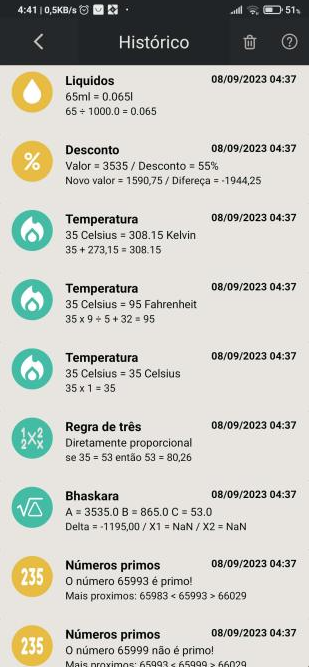 4:41 | 0,5KB/s
51%
Histórico
Liquidos 08/09/2023 04:37
65ml = 0.065l
65 ÷ 1000.0 = 0.065
%
Desconto 08/09/2023 04:37
Valor = 3535 / Desconto = 55%
Novo valor = 1590,75 / Difereça = -1944,25
Temperatura 08/09/2023 04:37
35 Celsius = 308.15 Kelvin
35 + 273,15 = 308.15
Temperatura 08/09/2023 04:37
35 Celsius = 95 Fahrenheit
35 x 9 ÷ 5 + 32 = 95
Temperatura 08/09/2023 04:37
35 Celsius = 35 Celsius
35 x 1 = 35
1 x 2
2 x x
Regra de três 08/09/2023 04:37
Diretamente proporcional
se 35 = 53 então 53 = 80,26
Bhaskara 08/09/2023 04:37
A = 3535.0 B = 865.0 C = 53.0
Delta = -1195,00 / X1 = NaN / X2 = NaN
235
Números primos 08/09/2023 04:37
O número 65993 é primo!
Mais proximos: 65983 < 65993 > 66029
235
Números primos 08/09/2023 04:37
O número 65999 não é primo!
Mais proximos: 65993 < 65999 > 66029